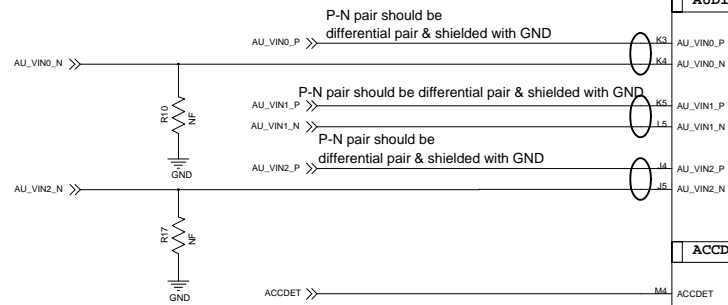 AUDI
P-N pair should be
differential pair & shielded with GND
AU_VIN0_P
K3
AU_VIN0_P
AU_VIN0_N
K4
AU_VIN0_N
P-N pair should be differential pair & shielded with GND
AU_VIN1_P
K5
AU_VIN1_P
R10
NF
AU_VIN1_N
L5
AU_VIN1_N
P-N pair should be
differential pair & shielded with GND
GND
AU_VIN2_P
J4
AU_VIN2_P
AU_VIN2_N
J5
AU_VIN2_N
R17
NF
ACCD
GND
ACCDET
M4
ACCDET